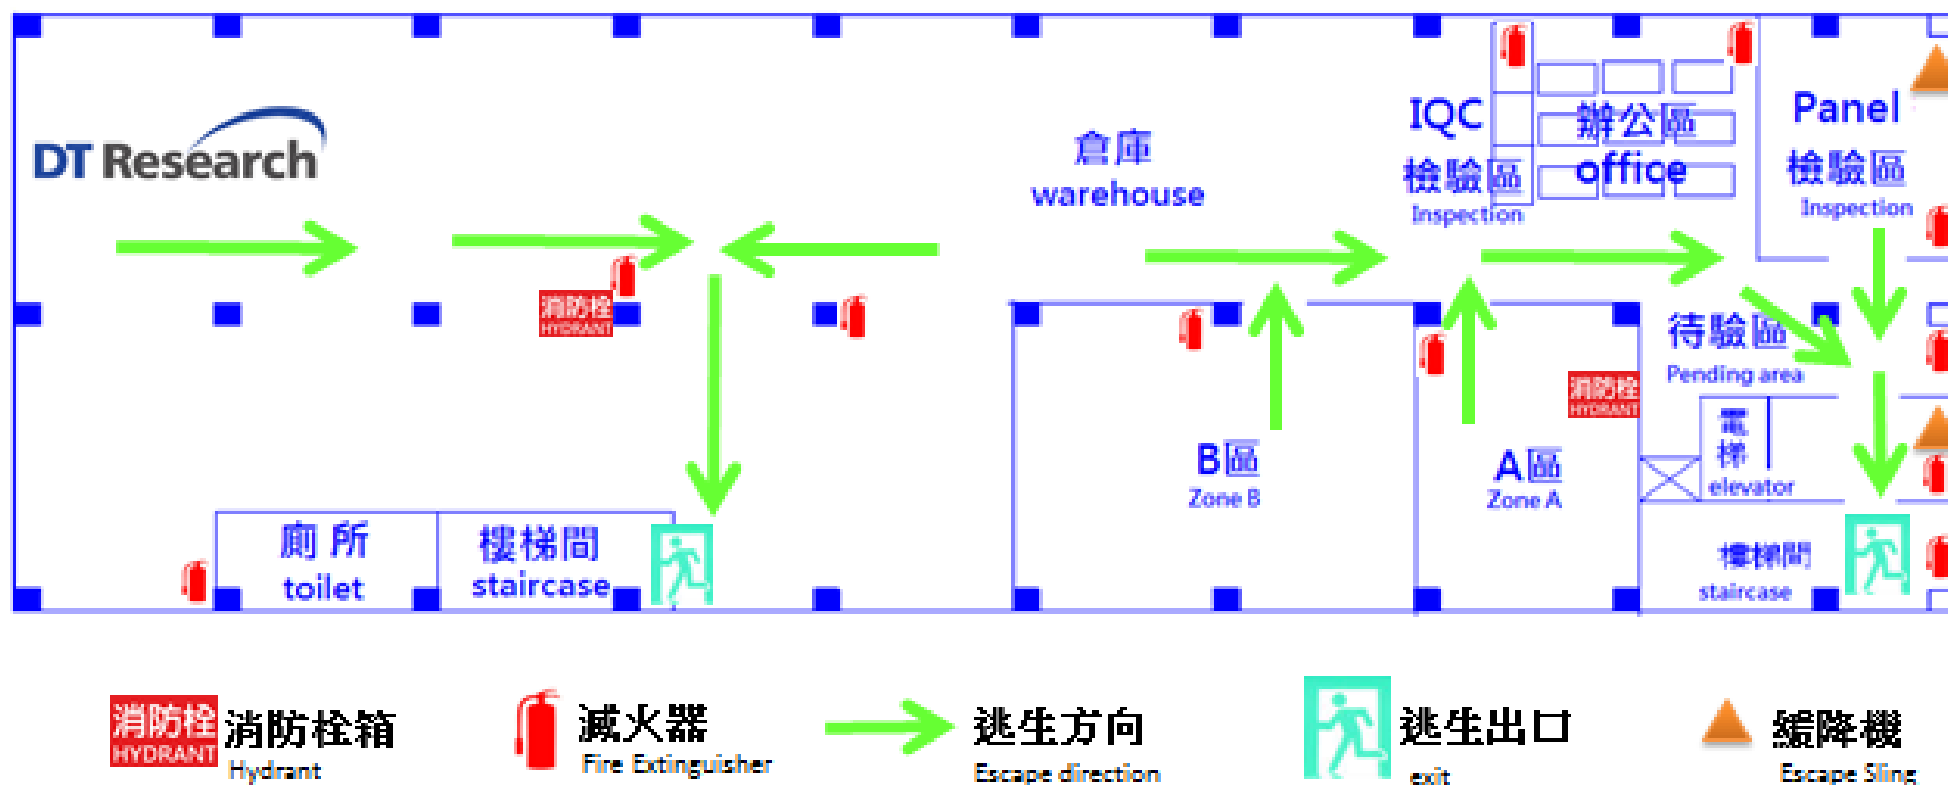 DT Research
倉庫
warehouse
IQC
檢驗區
Inspection
辦公區
office
Panel
檢驗區
Inspection
消防栓
HYDRANT
待驗區
Pending area
消防栓
HYDRANT
電
梯
elevator
B區
Zone B
A區
Zone A
廁所
toilet
樓梯間
staircase
樓梯間
staircase
消防栓
HYDRANT
消防栓箱
Hydrant
滅火器
Fire Extinguisher
逃生方向
Escape direction
逃生出口
exit
緩降機
Escape Sling